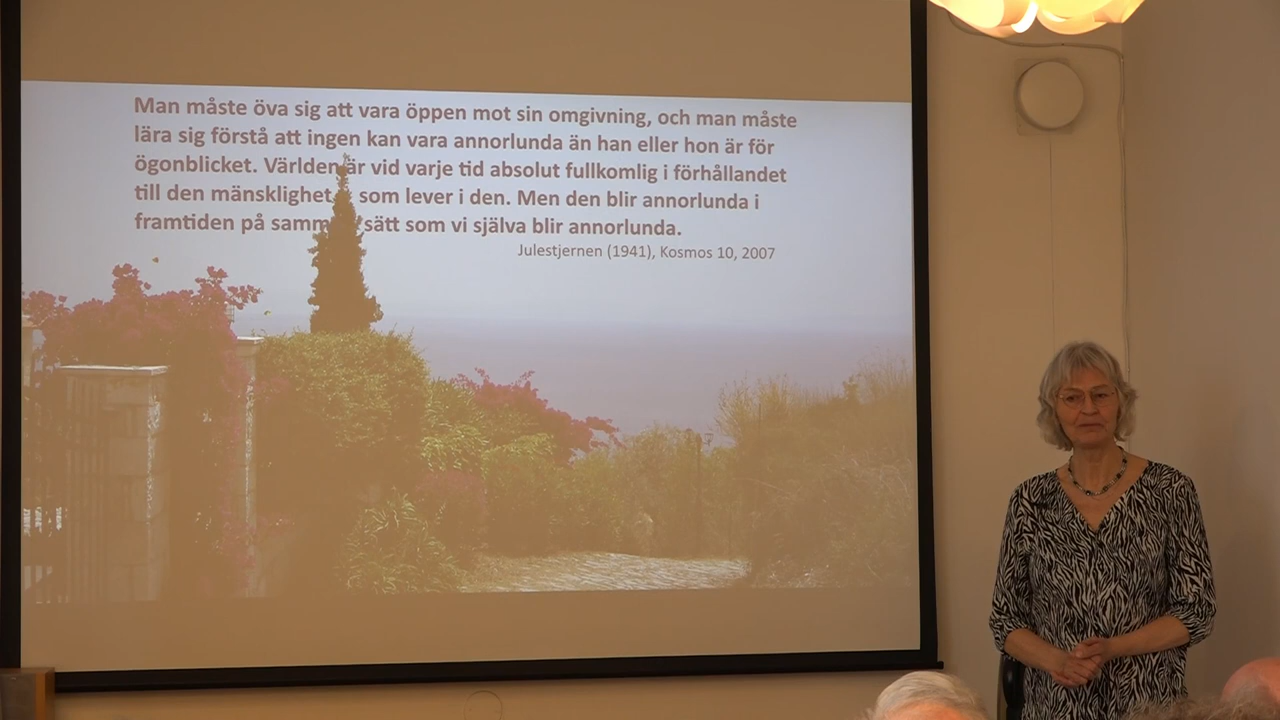 Man måste öva sig att vara öppen mot sin omgivning, och man måste
lära sig förstå att ingen kan vara annorlunda än han eller hon är för
ögonblicket. Världen är vid varje tid absolut fullkomlig i förhållandet
till den mänsklighet som lever i den. Men den blir annorlunda i
framtiden på samma sätt som vi själva blir annorlunda.
Julestjernen (1941), Kosmos 10, 2007